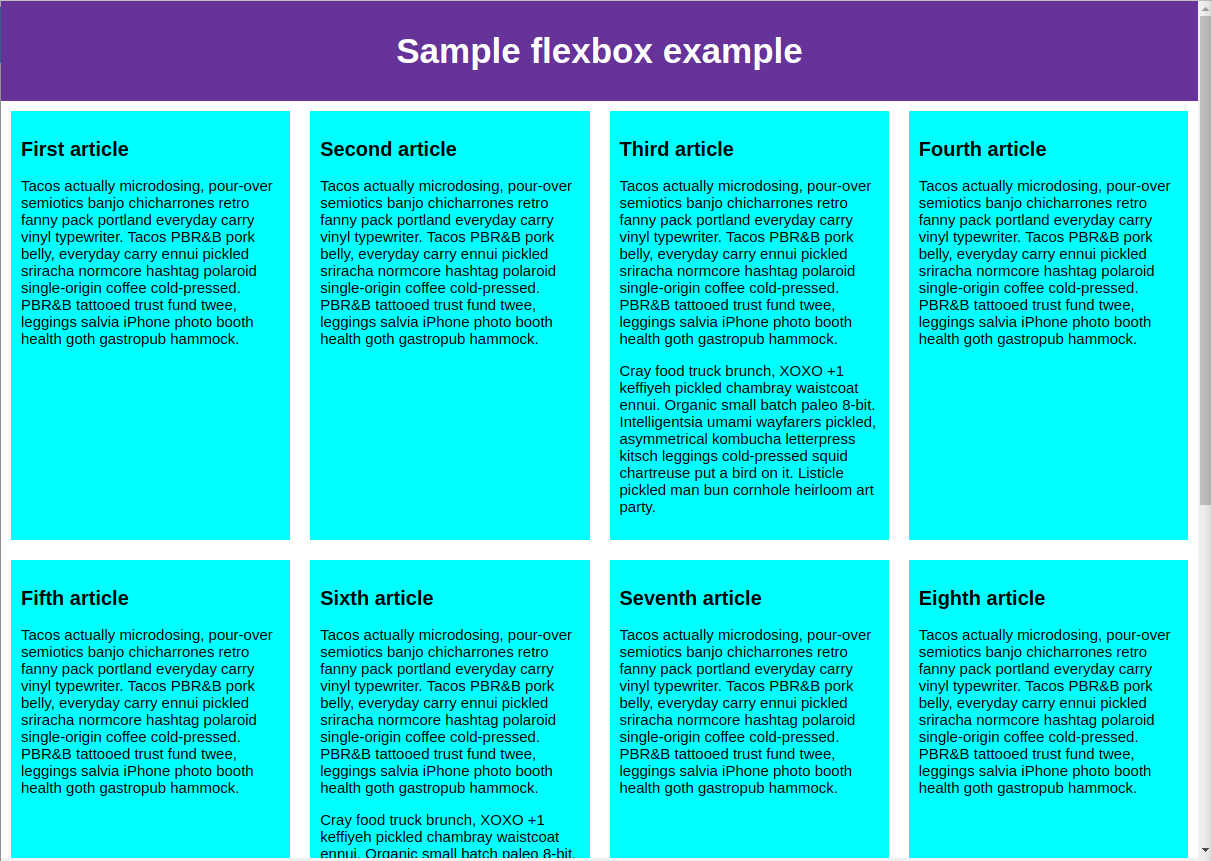 Sample flexbox example
First article
Tacos actually microdosing, pour-over
semiotics banjo chicharrones retro
fanny pack portland everyday carry
vinyl typewriter. Tacos PBR&B pork
belly, everyday carry ennui pickled
sriracha normcore hashtag polaroid
single-origin coffee cold-pressed.
PBR&B tattooed trust fund twee,
leggings salvia iPhone photo booth
health goth gastropub hammock.
Second article
Tacos actually microdosing, pour-over
semiotics banjo chicharrones retro
fanny pack portland everyday carry
vinyl typewriter. Tacos PBR&B pork
belly, everyday carry ennui pickled
sriracha normcore hashtag polaroid
single-origin coffee cold-pressed.
PBR&B tattooed trust fund twee,
leggings salvia iPhone photo booth
health goth gastropub hammock.
Third article
Tacos actually microdosing, pour-over
semiotics banjo chicharrones retro
fanny pack portland everyday carry
vinyl typewriter. Tacos PBR&B pork
belly, everyday carry ennui pickled
sriracha normcore hashtag polaroid
single-origin coffee cold-pressed.
PBR&B tattooed trust fund twee,
leggings salvia iPhone photo booth
health goth gastropub hammock.
Cray food truck brunch, XOXO +1
keffiyeh pickled chambray waistcoat
ennui. Organic small batch paleo 8-bit.
Intelligentsia umami wayfarers pickled,
asymmetrical kombucha letterpress
kitsch leggings cold-pressed squid
chartreuse put a bird on it. Listicle
pickled man bun cornhole heirloom art
party.
Fourth article
Tacos actually microdosing, pour-over
semiotics banjo chicharrones retro
fanny pack portland everyday carry
vinyl typewriter. Tacos PBR&B pork
belly, everyday carry ennui pickled
sriracha normcore hashtag polaroid
single-origin coffee cold-pressed.
PBR&B tattooed trust fund twee,
leggings salvia iPhone photo booth
health goth gastropub hammock.
Fifth article
Tacos actually microdosing, pour-over
semiotics banjo chicharrones retro
fanny pack portland everyday carry
vinyl typewriter. Tacos PBR&B pork
belly, everyday carry ennui pickled
sriracha normcore hashtag polaroid
single-origin coffee cold-pressed.
PBR&B tattooed trust fund twee,
leggings salvia iPhone photo booth
health goth gastropub hammock.
Sixth article
Tacos actually microdosing, pour-over
semiotics banjo chicharrones retro
fanny pack portland everyday carry
vinyl typewriter. Tacos PBR&B pork
belly, everyday carry ennui pickled
sriracha normcore hashtag polaroid
single-origin coffee cold-pressed.
PBR&B tattooed trust fund twee,
leggings salvia iPhone photo booth
health goth gastropub hammock.
Cray food truck brunch, XOXO +1
keffiyeh pickled chambray waistcoat
ennui. Organic small batch paleo 8-bit.
Seventh article
Tacos actually microdosing, pour-over
semiotics banjo chicharrones retro
fanny pack portland everyday carry
vinyl typewriter. Tacos PBR&B pork
belly, everyday carry ennui pickled
sriracha normcore hashtag polaroid
single-origin coffee cold-pressed.
PBR&B tattooed trust fund twee,
leggings salvia iPhone photo booth
health goth gastropub hammock.
Eighth article
Tacos actually microdosing, pour-over
semiotics banjo chicharrones retro
fanny pack portland everyday carry
vinyl typewriter. Tacos PBR&B pork
belly, everyday carry ennui pickled
sriracha normcore hashtag polaroid
single-origin coffee cold-pressed.
PBR&B tattooed trust fund twee,
leggings salvia iPhone photo booth
health goth gastropub hammock.